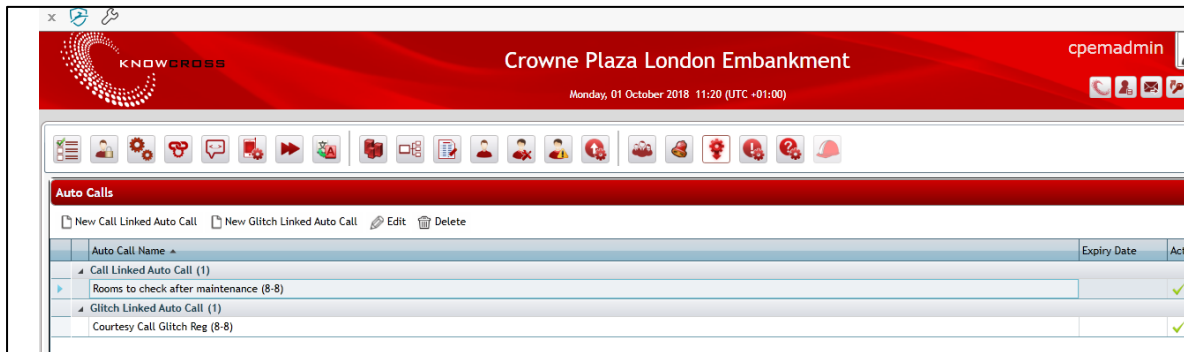 x
KNOWCROSS
Crowne Plaza London Embankment
cpemadmin
Monday, 01 October 2018 11:20 (UTC +01:00)
Auto Calls
New Call Linked Auto Call New Glitch Linked Auto Call Edit Delete
Auto Call Name Expiry Date Act
Call Linked Auto Call (1)
Rooms to check after maintenance (8-8)
Glitch Linked Auto Call (1)
Courtesy Call Glitch Reg (8-8)